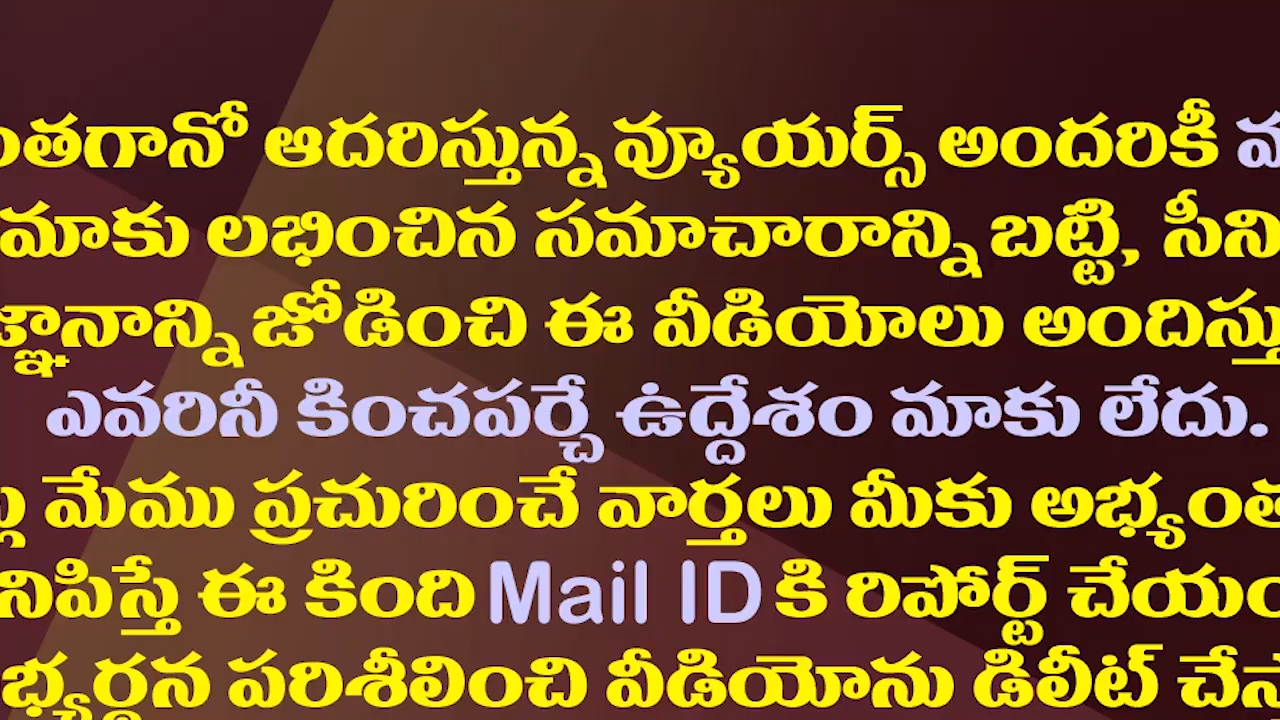 ంతగానో ఆదరిస్తున్న వ్యూయర్స్ అందరికీ
మాకు లభించిన సమాచారాన్ని బట్టి, సీని
జ్ఞానాన్ని జోడించి ఈ వీడియోలు అందిస్తు
ఎవరినీ కించపర్చే ఉద్దేశం మాకు లేదు.
మేము ప్రచురించే వార్తలు మీకు అభ్యంత
నిపిస్తే ఈ కింది Mail ID కి రిపోర్ట్ చేయం
భ్యర్ధన పరిశీలించి వీడియోను డిలీట్ చేస